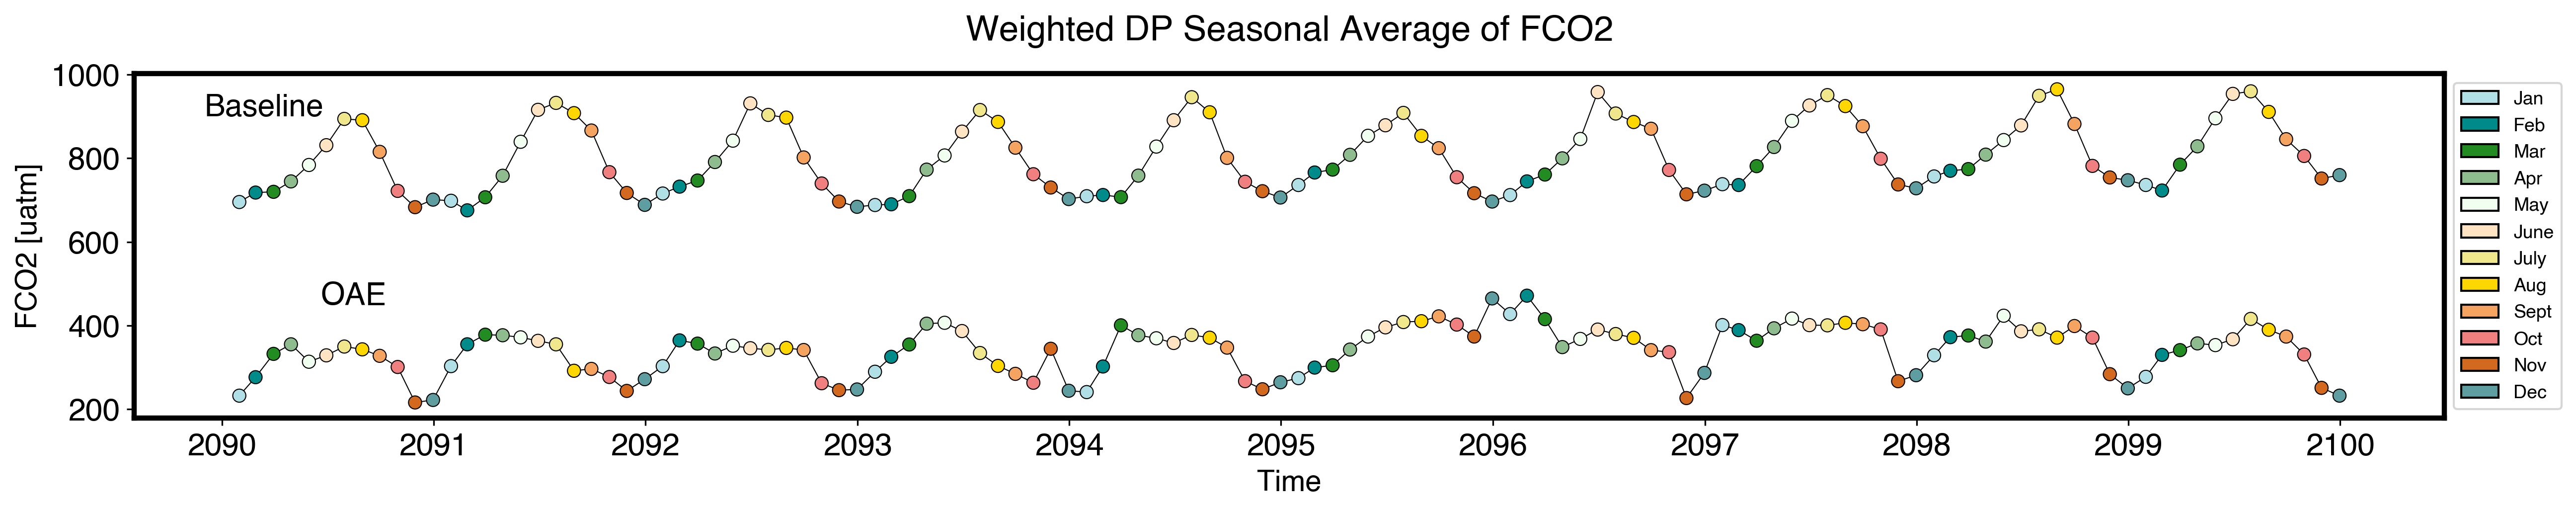 Weighted DP Seasonal Average of FCO2
1000
800
600
400
200
FCO2 [uatm]
Baseline
OAE
2090 2091 2092 2093 2094 2095 2096 2097 2098 2099 2100
Time
Jan
Feb
Mar
Apr
May
June
July
Aug
Sept
Oct
Nov
Dec